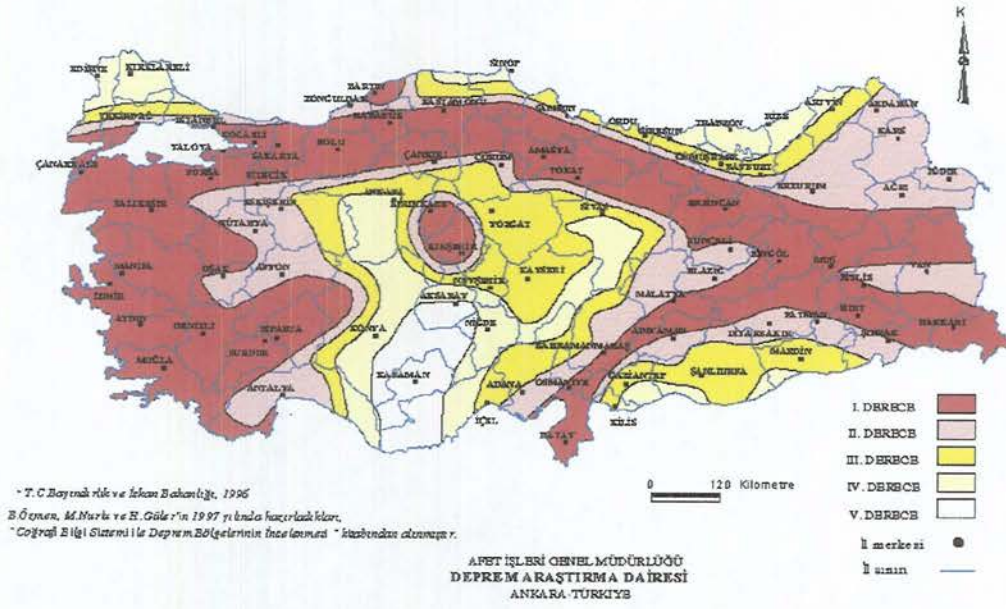 K
SİNOP
EDİRNE KIRKLARELİ
BARTIN
ZONGULDAK
KASTAMONU
SAMSUN
ARTVİN
ARDAHAN
TEKİRDAĞ
İSTANBUL
KARABÜK
ORDU
GİRESUN
TRABZON
RİZE
KARS
KOCAELİ
YALOVA
SAKARYA
BOLU
ÇANKIRI
ÇORUM
AMASYA
GÜMÜŞHANE
BAYBURT
ÇANAKKALE
BURSA
BİLECİK
TOKAT
IĞDIR
ANKARA
ERZURUM
AĞRI
BALIKESİR
ESKİŞEHİR
KIRIKKALE
YOZGAT
SİVAS
ERZİNCAN
KÜTAHYA
TUNCELİ
BİNGÖL
MUŞ
KIRŞEHİR
MANİSA
UŞAK
AFYON
NEVŞEHİR
KAYSERİ
ELAZIĞ
BİTLİS
VAN
İZMİR
AKSARAY
MALATYA
SİİRT
AYDIN
DENİZLİ
ISPARTA
KONYA
NİĞDE
ADIYAMAN
DİYARBAKIR
BATMAN
ŞIRNAK
HAKKARİ
BURDUR
KAHRAMANMARAŞ
MARDİN
MUĞLA
KARAMAN
ADANA
OSMANİYE
GAZİANTEP
ŞANLIURFA
ANTALYA
İÇEL
KİLİS
HATAY
I. DERECE
II. DERECE
III. DERECE
IV. DERECE
V. DERECE
İl merkezi
İl sınırı
0 120 Kilometre
* T.C.Bayındırlık ve İskan Bakanlığı, 1996
B.Özmen, M.Nurlu ve H.Güler'in 1997 yılında hazırladıkları,
"Coğrafi Bilgi Sistemi ile Deprem Bölgelerinin İncelenmesi" kitabından alınmıştır.
AFET İŞLERİ GENEL MÜDÜRLÜĞÜ
DEPREM ARAŞTIRMA DAİRESİ
ANKARA-TÜRKİYE